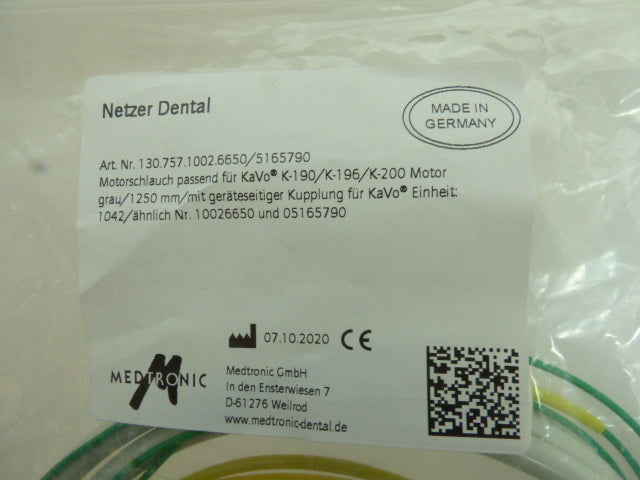 Netzer Dental
MADE IN
GERMANY
Art. Nr. 130.757.1002.6650/5165790
Motorschlauch passend für KaVo® K-190/K-196/K-200 Motor
grau/1250 mm/mit geräteseitiger Kupplung für KaVo® Einheit:
1042/ähnlich Nr. 10026650 und 05165790
07.10.2020 CE
MEDTRONIC
M
Medtronic GmbH
In den Ensterwiesen 7
D-61276 Weilrod
www.medtronic-dental.de